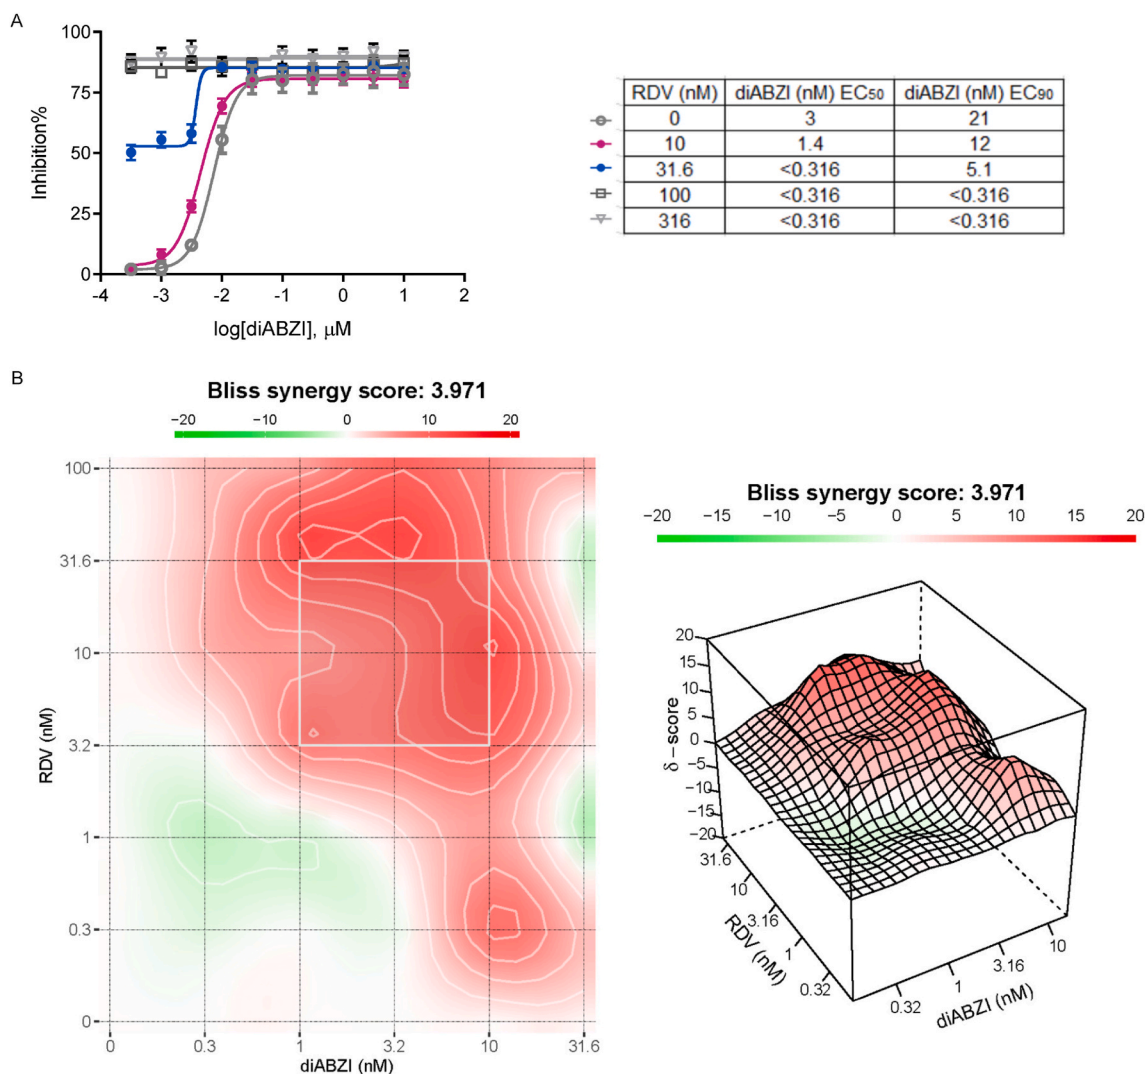 A
100
75
50
25
0
Inhibition%
-4 -3 -2 -1 0 1 2
log[diABZI], μM
RDV (nM) diABZI (nM) EC50 diABZI (nM) EC90
0 3 21
10 1.4 12
31.6 <0.316 5.1
100 <0.316 <0.316
316 <0.316 <0.316
B
Bliss synergy score: 3.971
−20 −10 0 10 20
100
31.6
10
3.2
1
0.3
0
RDV (nM)
0 0.3 1 3.2 10 31.6
diABZI (nM)
Bliss synergy score: 3.971
−20 −15 −10 −5 0 5 10 15 20
20
15
10
5
0
−5
−10
−15
−20
δ−score
31.6
10
3.16
1
0.32
RDV (nM)
0.32
1
3.16
10
diABZI (nM)